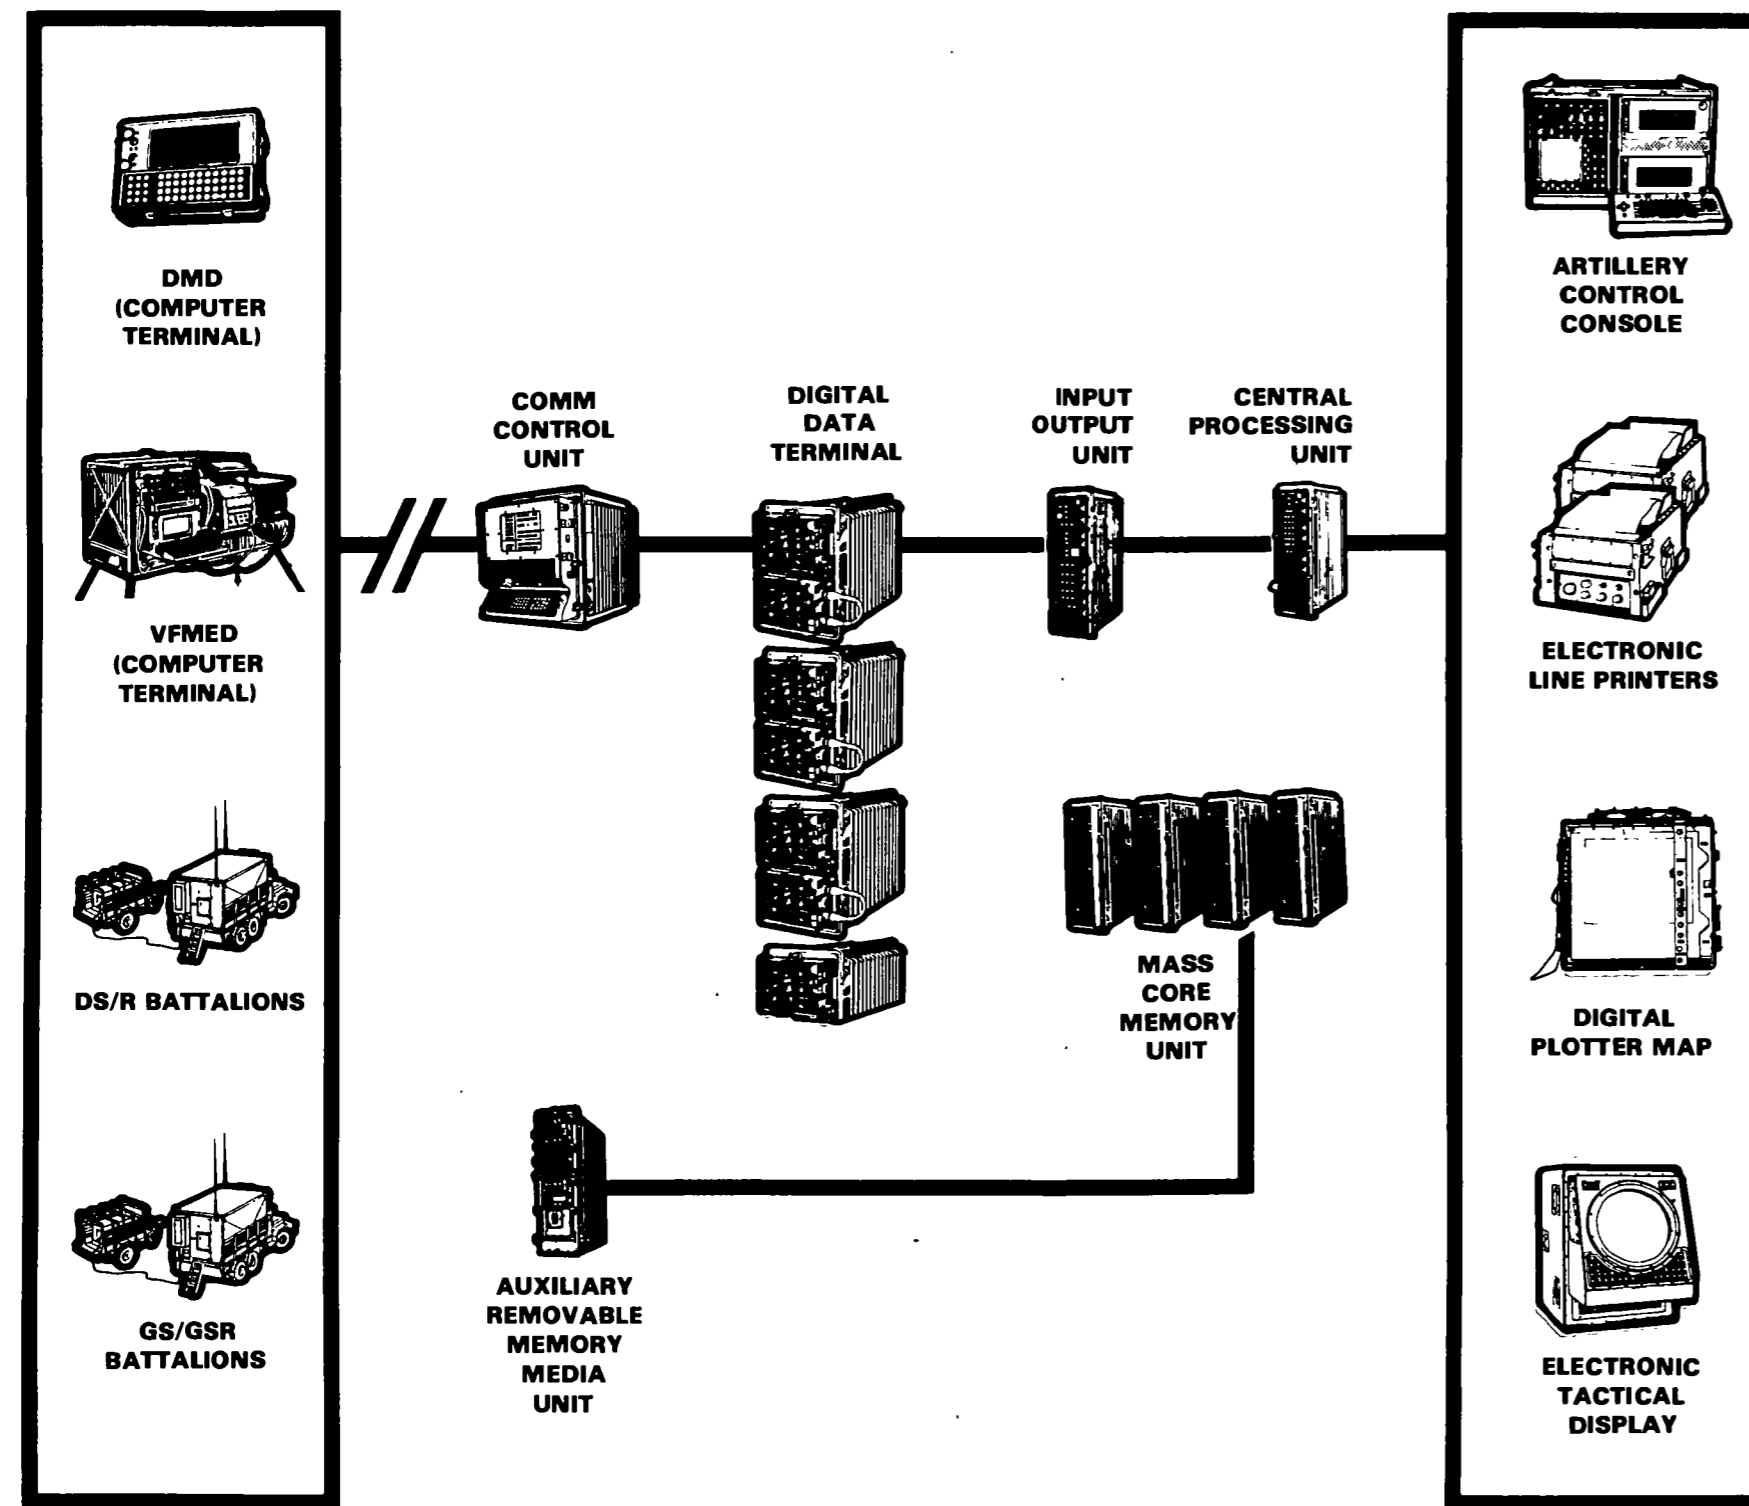 DMD
(COMPUTER
TERMINAL)
VFMED
(COMPUTER
TERMINAL)
DS/R BATTALIONS
GS/GSR
BATTALIONS
COMM
CONTROL
UNIT
DIGITAL
DATA
TERMINAL
INPUT
OUTPUT
UNIT
CENTRAL
PROCESSING
UNIT
MASS
CORE
MEMORY
UNIT
AUXILIARY
REMOVABLE
MEMORY
MEDIA
UNIT
ARTILLERY
CONTROL
CONSOLE
ELECTRONIC
LINE PRINTERS
DIGITAL
PLOTTER MAP
ELECTRONIC
TACTICAL
DISPLAY